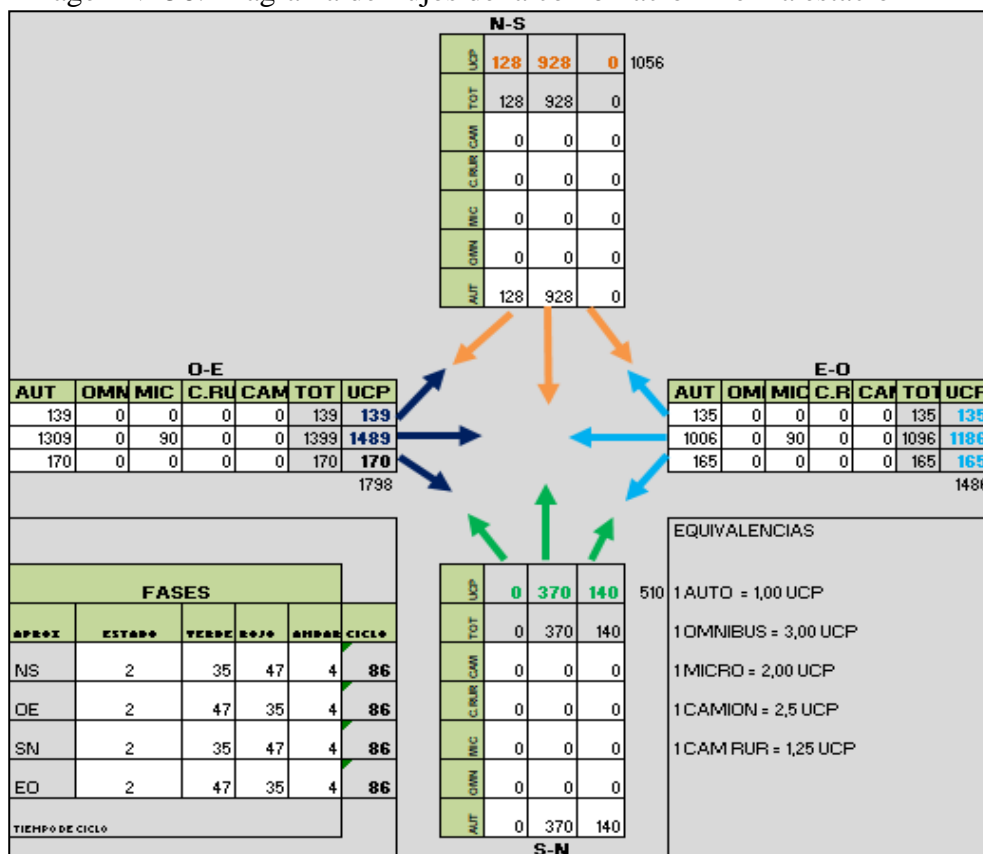 N-S
UCP 128 928 0 1056
TOT 128 928 0
CAM 0 0 0
C.RUR 0 0 0
MIC 0 0 0
OMN 0 0 0
AUT 128 928 0
O-E
AUT OMN MIC C.RU CAM TOT UCP
139 0 0 0 0 139 139
1309 0 90 0 0 1399 1489
170 0 0 0 0 170 170
1798
E-O
AUT OMI MIC C.R CAM TOT UCP
135 0 0 0 0 135 135
1006 0 90 0 0 1096 1186
165 0 0 0 0 165 165
1486
FASES
APROX ESTADO VERDE ROJO AMBAR CICLO
NS 2 35 47 4 86
OE 2 47 35 4 86
SN 2 35 47 4 86
EO 2 47 35 4 86
TIEMPO DE CICLO
UCP 0 370 140 510
TOT 0 370 140
CAM 0 0 0
C.RUR 0 0 0
MIC 0 0 0
OMN 0 0 0
AUT 0 370 140
S-N
EQUIVALENCIAS
1 AUTO = 1,00 UCP
1 OMNIBUS = 3,00 UCP
1 MICRO = 2,00 UCP
1 CAMION = 2,5 UCP
1 CAM RUR = 1,25 UCP